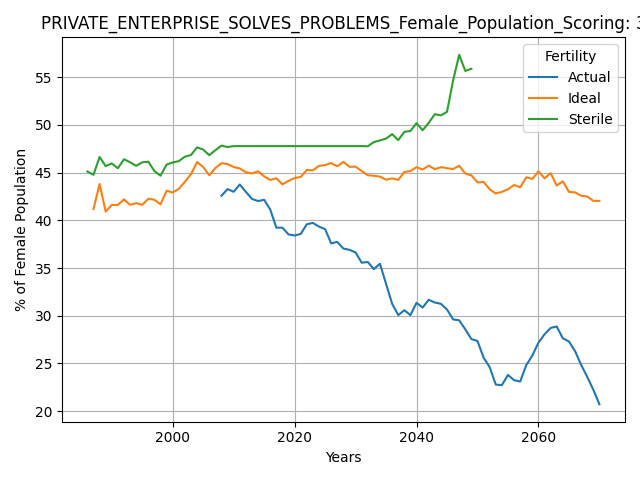 PRIVATE_ENTERPRISE_SOLVES_PROBLEMS_Female_Population_Scoring: 3
Fertility
Actual
Ideal
Sterile
% of Female Population
55
50
45
40
35
30
25
20
2000
2020
2040
2060
Years